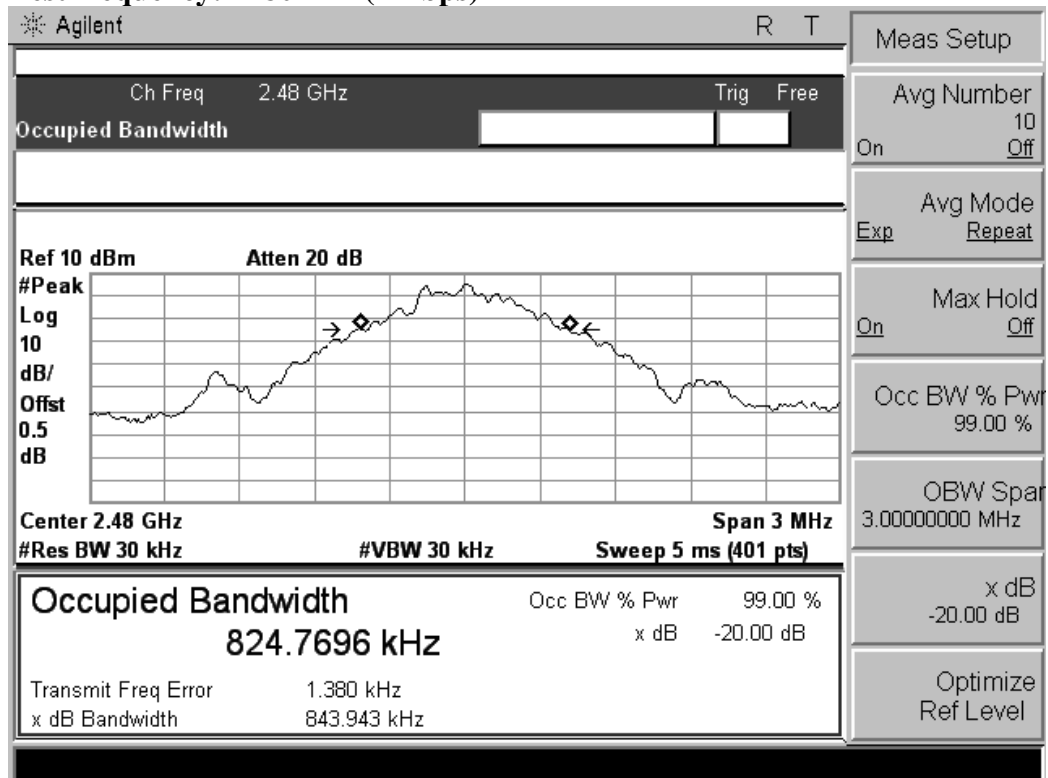 Agilent R T
Ch Freq 2.48 GHz Trig Free
Occupied Bandwidth
Ref 10 dBm Atten 20 dB
#Peak
Log
10
dB/
Offst
0.5
dB
Center 2.48 GHz Span 3 MHz
#Res BW 30 kHz #VBW 30 kHz Sweep 5 ms (401 pts)
Occupied Bandwidth
824.7696 kHz
Occ BW % Pwr 99.00 %
x dB -20.00 dB
Transmit Freq Error 1.380 kHz
x dB Bandwidth 843.943 kHz
Meas Setup
Avg Number
10
On Off
Avg Mode
Exp Repeat
Max Hold
On Off
Occ BW % Pwr
99.00 %
OBW Span
3.00000000 MHz
x dB
-20.00 dB
Optimize
Ref Level